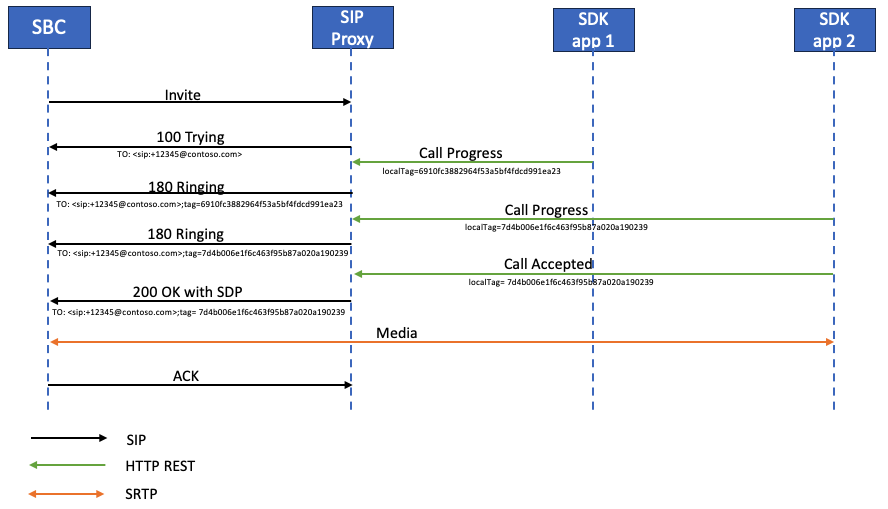 SBC
SIP
Proxy
SDK
app 1
SDK
app 2
Invite
100 Trying
TO: <sip:+12345@contoso.com>
Call Progress
localTag=6910fc3882964f53a5bf4fdcd991ea23
180 Ringing
TO: <sip:+12345@contoso.com>;tag=6910fc3882964f53a5bf4fdcd991ea23
Call Progress
localTag=7d4b006e1f6c463f95b87a020a190239
180 Ringing
TO: <sip:+12345@contoso.com>;tag=7d4b006e1f6c463f95b87a020a190239
Call Accepted
localTag= 7d4b006e1f6c463f95b87a020a190239
200 OK with SDP
TO: <sip:+12345@contoso.com>;tag= 7d4b006e1f6c463f95b87a020a190239
Media
ACK
SIP
HTTP REST
SRTP